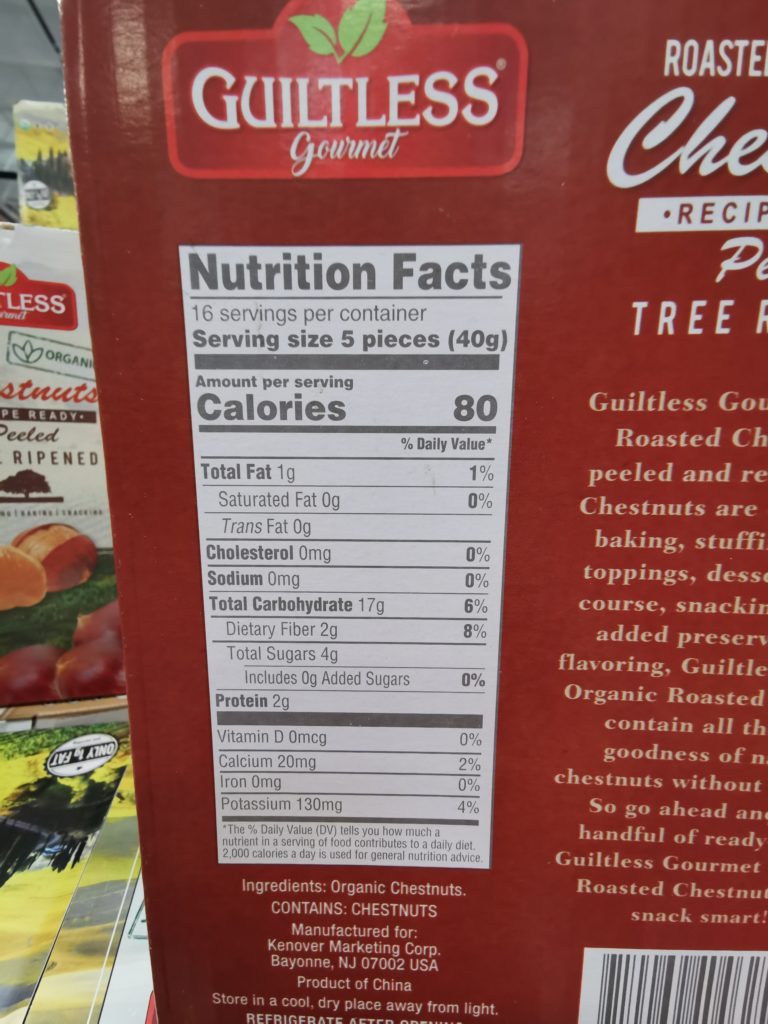 GUILTLESS
Gourmet
Nutrition Facts
16 servings per container
Serving size 5 pieces (40g)
Amount per serving
Calories 80
% Daily Value*
Total Fat 1g 1%
Saturated Fat 0g 0%
Trans Fat 0g
Cholesterol 0mg 0%
Sodium 0mg 0%
Total Carbohydrate 17g 6%
Dietary Fiber 2g 8%
Total Sugars 4g
Includes 0g Added Sugars 0%
Protein 2g
Vitamin D 0mcg 0%
Calcium 20mg 2%
Iron 0mg 0%
Potassium 130mg 4%
*The % Daily Value (DV) tells you how much a
nutrient in a serving of food contributes to a daily diet.
2,000 calories a day is used for general nutrition advice.
Ingredients: Organic Chestnuts.
CONTAINS: CHESTNUTS
Manufactured for:
Kenover Marketing Corp.
Bayonne, NJ 07002 USA
Product of China
Store in a cool, dry place away from light.
REFRIGERATE AFTER OPENING
ROASTE
Che
•RECIP
Pe
TREE R
Guiltless Gou
Roasted Ch
peeled and re
Chestnuts are
baking, stuffi
toppings, dess
course, snackin
added preserv
flavoring, Guiltle
Organic Roasted
contain all th
goodness of n
chestnuts without
So go ahead an
handful of ready
Guiltless Gourmet
Roasted Chestnu
snack smart!
TLESS
ORGANI
stnuts
PE READY•
Peeled
RIPENED
ONLY 1g FAT